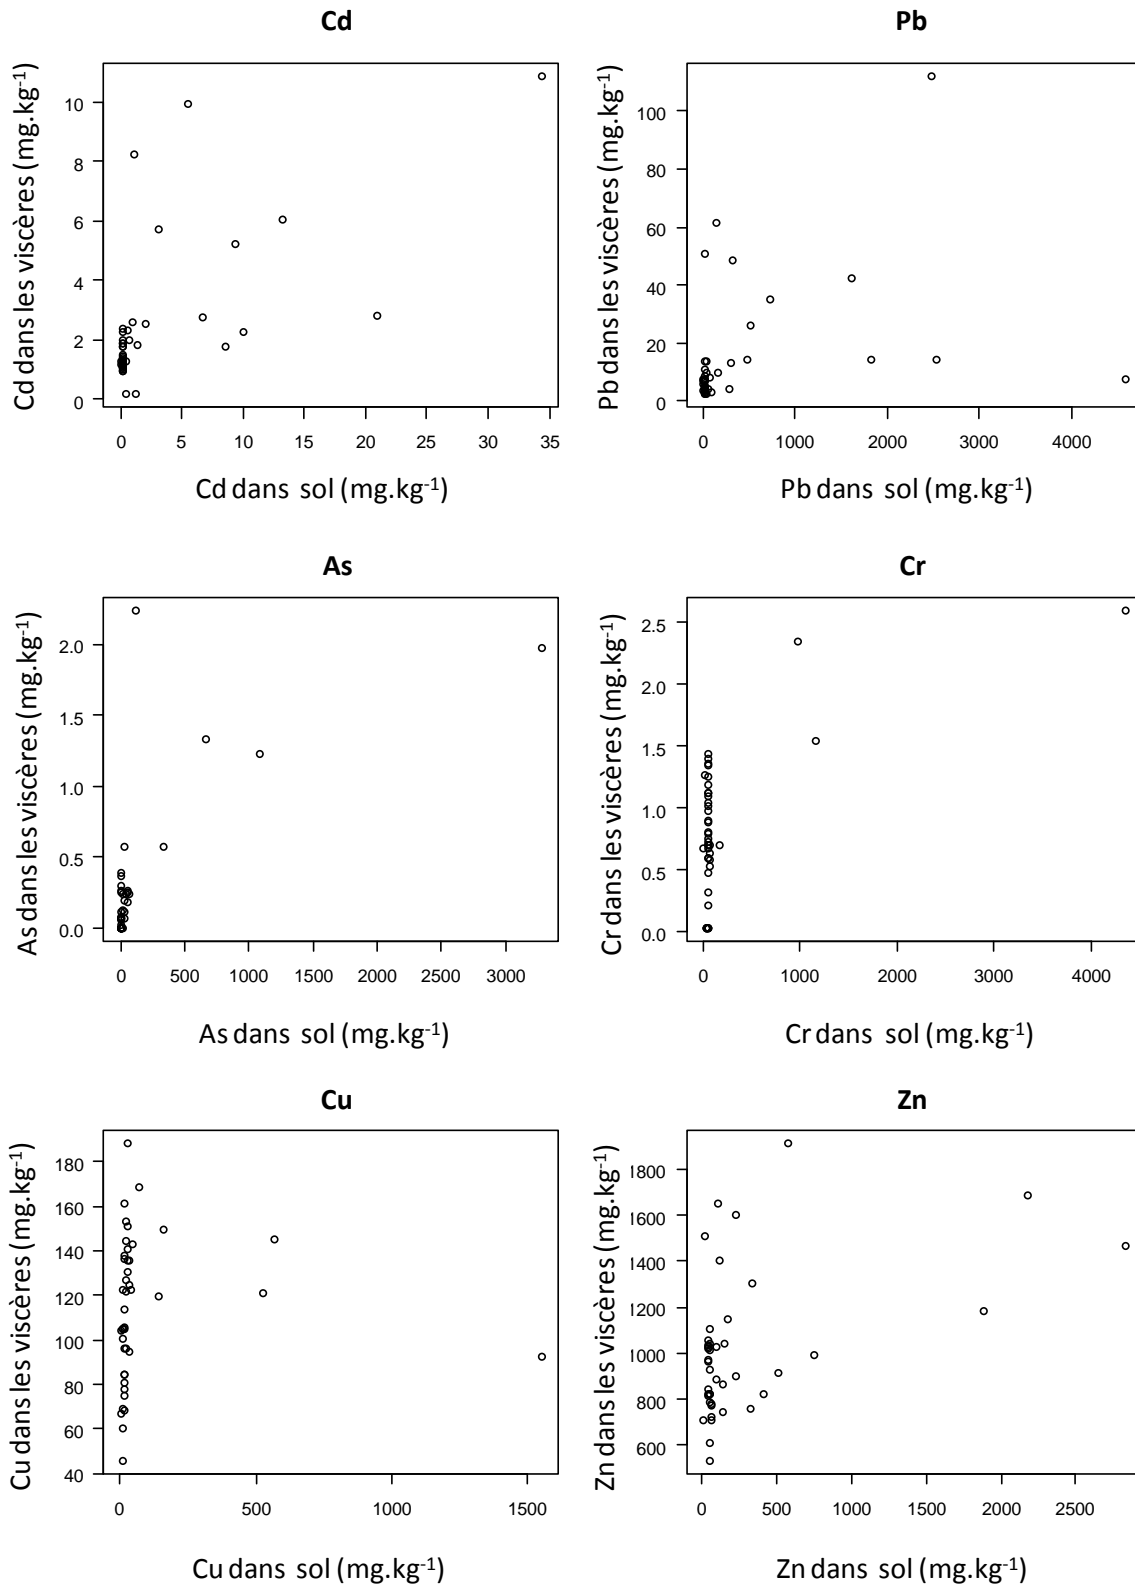 Cd
Cd dans les viscères (mg.kg⁻¹)
10
8
6
4
2
0
0 5 10 15 20 25 30 35
Cd dans sol (mg.kg⁻¹)
Pb
Pb dans les viscères (mg.kg⁻¹)
100
80
60
40
20
0
0 1000 2000 3000 4000
Pb dans sol (mg.kg⁻¹)
As
As dans les viscères (mg.kg⁻¹)
2.0
1.5
1.0
0.5
0.0
0 500 1000 1500 2000 2500 3000
As dans sol (mg.kg⁻¹)
Cr
Cr dans les viscères (mg.kg⁻¹)
2.5
2.0
1.5
1.0
0.5
0.0
0 1000 2000 3000 4000
Cr dans sol (mg.kg⁻¹)
Cu
Cu dans les viscères (mg.kg⁻¹)
180
160
140
120
100
80
60
40
0 500 1000 1500
Cu dans sol (mg.kg⁻¹)
Zn
Zn dans les viscères (mg.kg⁻¹)
1800
1600
1400
1200
1000
800
600
0 500 1000 1500 2000 2500
Zn dans sol (mg.kg⁻¹)